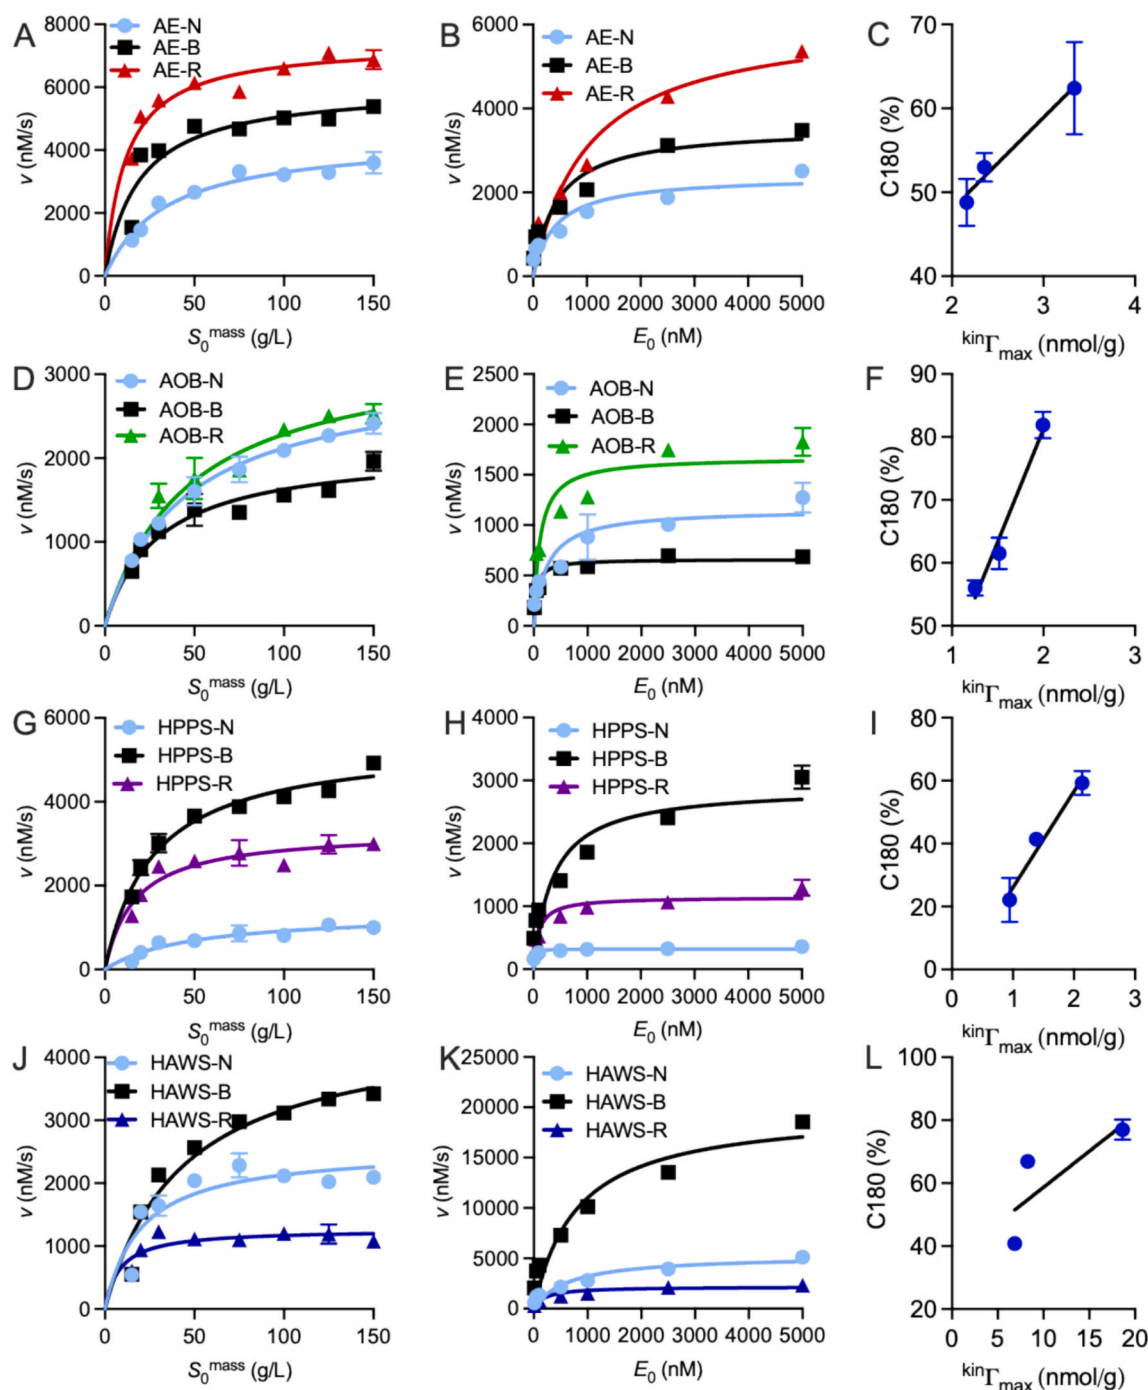 A
8000
6000
4000
2000
0
v (nM/s)
AE-N
AE-B
AE-R
0 50 100 150
S₀ᵐᵃˢˢ (g/L)
B
6000
4000
2000
0
v (nM/s)
AE-N
AE-B
AE-R
0 1000 2000 3000 4000 5000
E₀ (nM)
C
70
60
50
40
C180 (%)
2 3 4
ᵏⁱⁿΓmax (nmol/g)
D
3000
2000
1000
0
v (nM/s)
AOB-N
AOB-B
AOB-R
0 50 100 150
S₀ᵐᵃˢˢ (g/L)
E
2500
2000
1500
1000
500
0
v (nM/s)
AOB-N
AOB-B
AOB-R
0 1000 2000 3000 4000 5000
E₀ (nM)
F
90
80
70
60
50
C180 (%)
1 2 3
ᵏⁱⁿΓmax (nmol/g)
G
6000
4000
2000
0
v (nM/s)
HPPS-N
HPPS-B
HPPS-R
0 50 100 150
S₀ᵐᵃˢˢ (g/L)
H
4000
3000
2000
1000
0
v (nM/s)
HPPS-N
HPPS-B
HPPS-R
0 1000 2000 3000 4000 5000
E₀ (nM)
I
80
60
40
20
0
C180 (%)
0 1 2 3
ᵏⁱⁿΓmax (nmol/g)
J
4000
3000
2000
1000
0
v (nM/s)
HAWS-N
HAWS-B
HAWS-R
0 50 100 150
S₀ᵐᵃˢˢ (g/L)
K
25000
20000
15000
10000
5000
0
v (nM/s)
HAWS-N
HAWS-B
HAWS-R
0 1000 2000 3000 4000 5000
E₀ (nM)
L
100
80
60
40
20
C180 (%)
0 5 10 15 20
ᵏⁱⁿΓmax (nmol/g)